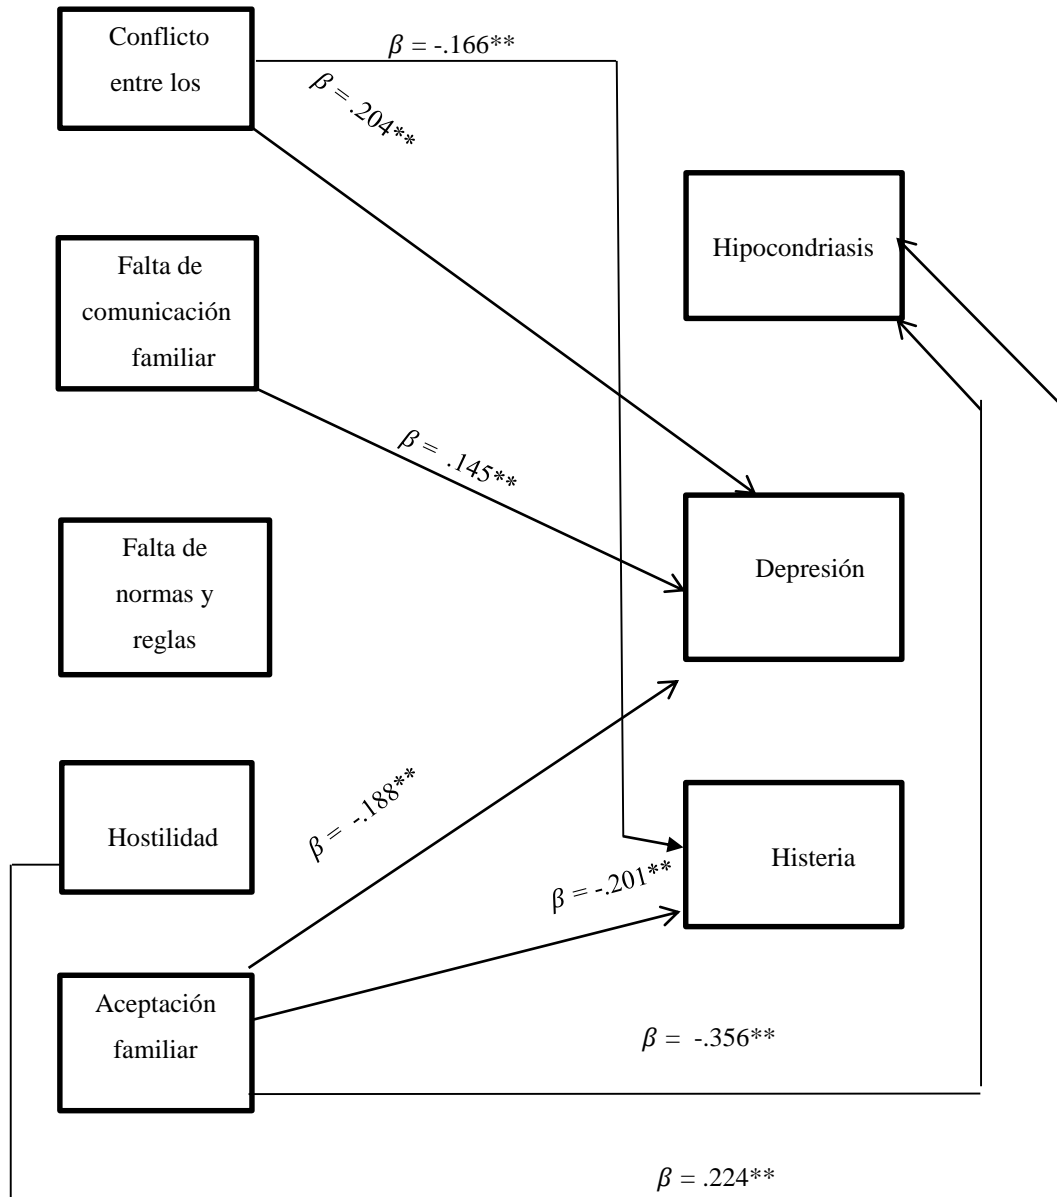 Conflicto
entre los
β = -.166**
β = .204**
Hipocondriasis
Falta de
comunicación
familiar
β = .145**
Depresión
Falta de
normas y
reglas
Hostilidad
β = -.188**
Histeria
β = -.201**
Aceptación
familiar
β = -.356**
β = .224**